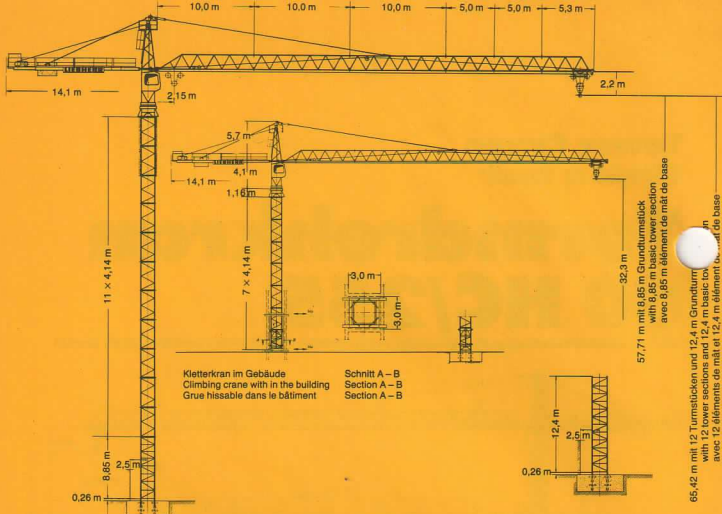 10,0 m
10,0 m
10,0 m
5,0 m
5,0 m
5,3 m
14,1 m
2,15 m
2,2 m
5,7 m
4,1 m
14,1 m
1,16 m
11 × 4,14 m
7 × 4,14 m
3,0 m
3,0 m
32,3 m
57,71 m mit 8,85 m Grundturmstück
with 8,85 m basic tower section
avec 8,85 m élément de mât de base
65,42 m mit 12 Turmstücken und 12,4 m
with 12 tower sections and 12,4 m basic
avec 12 éléments de mât et 12,4 m élément de mât de base
Kletterkran im Gebäude
Climbing crane with in the building
Grue hissable dans le bâtiment
Schnitt A – B
Section A – B
Section A – B
8,85 m
2,5 m
0,26 m
12,4 m
2,5 m
0,26 m